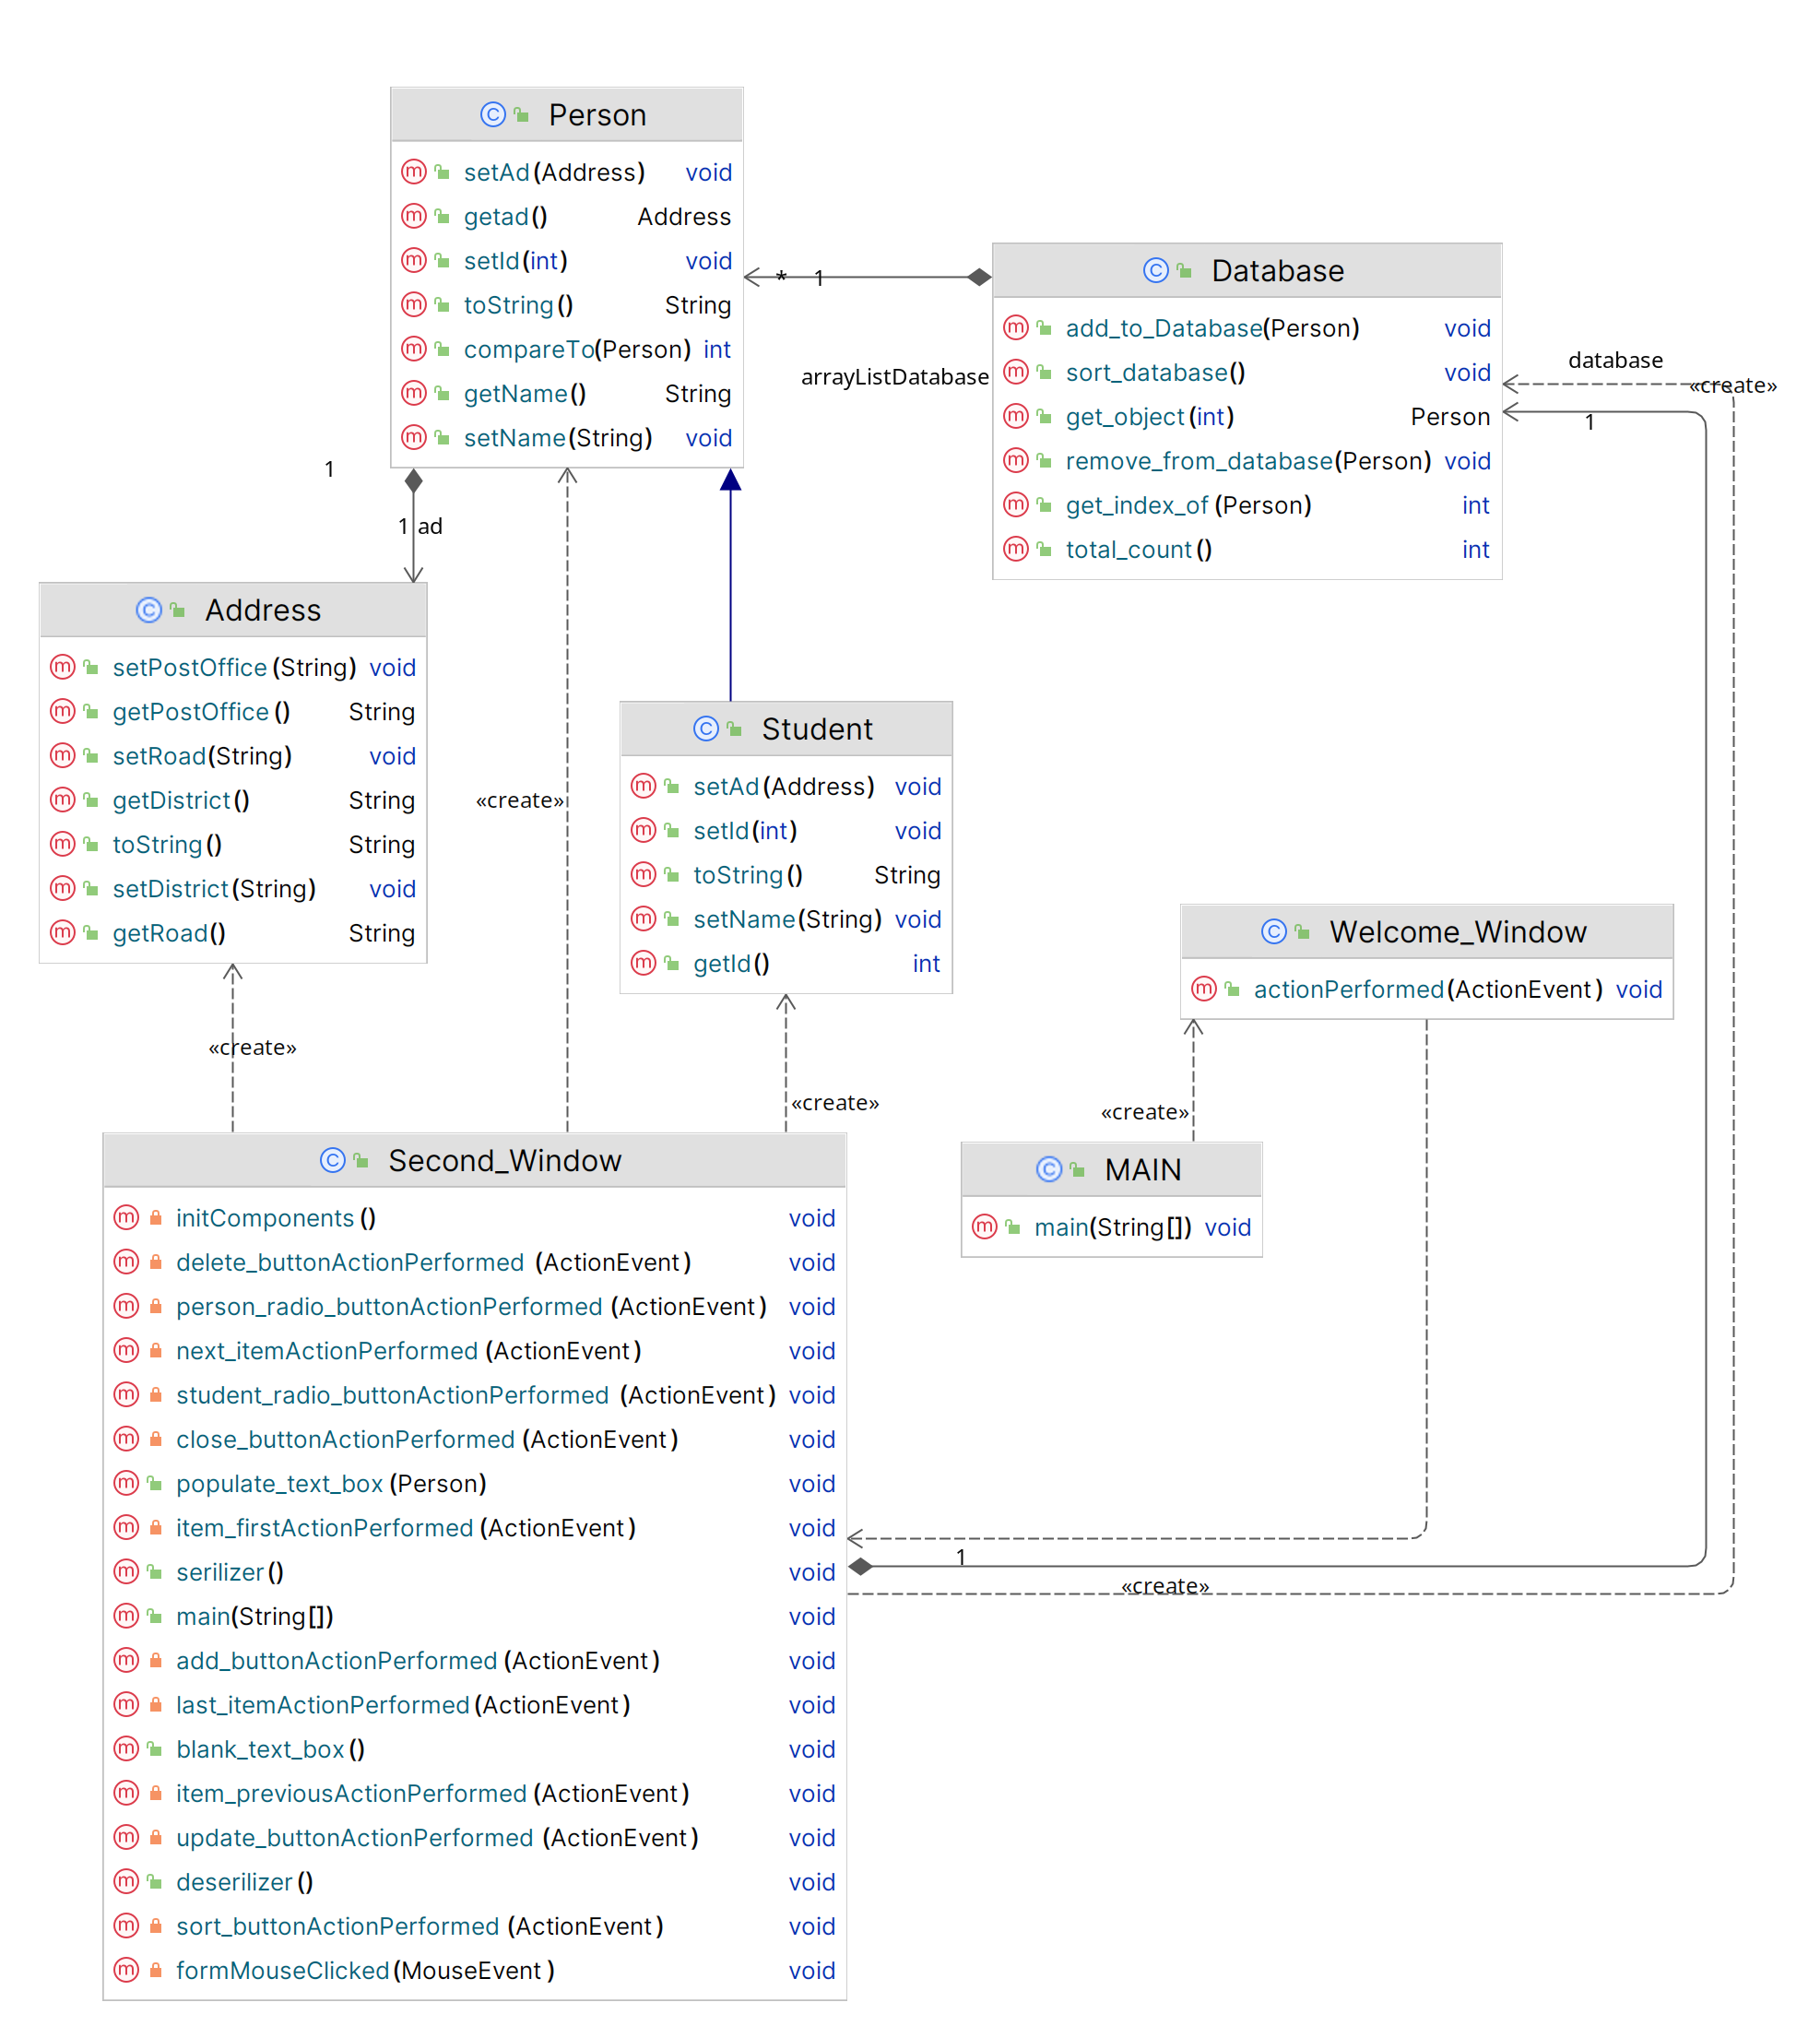 Person
setAd(Address) void
getad() Address
setId(int) void
toString() String
compareTo(Person) int
getName() String
setName(String) void
* 1
arrayListDatabase
Database
add_to_Database(Person) void
sort_database() void
get_object(int) Person
remove_from_database(Person) void
get_index_of(Person) int
total_count() int
database
«create»
1
1
1 ad
Address
setPostOffice(String) void
getPostOffice() String
setRoad(String) void
getDistrict() String
toString() String
setDistrict(String) void
getRoad() String
«create»
Student
setAd(Address) void
setId(int) void
toString() String
setName(String) void
getId() int
Welcome_Window
actionPerformed(ActionEvent) void
«create»
«create»
«create»
MAIN
main(String[]) void
Second_Window
initComponents() void
delete_buttonActionPerformed(ActionEvent) void
person_radio_buttonActionPerformed(ActionEvent) void
next_itemActionPerformed(ActionEvent) void
student_radio_buttonActionPerformed(ActionEvent) void
close_buttonActionPerformed(ActionEvent) void
populate_text_box(Person) void
item_firstActionPerformed(ActionEvent) void
serilizer() void
main(String[]) void
add_buttonActionPerformed(ActionEvent) void
last_itemActionPerformed(ActionEvent) void
blank_text_box() void
item_previousActionPerformed(ActionEvent) void
update_buttonActionPerformed(ActionEvent) void
deserilizer() void
sort_buttonActionPerformed(ActionEvent) void
formMouseClicked(MouseEvent) void
1
«create»